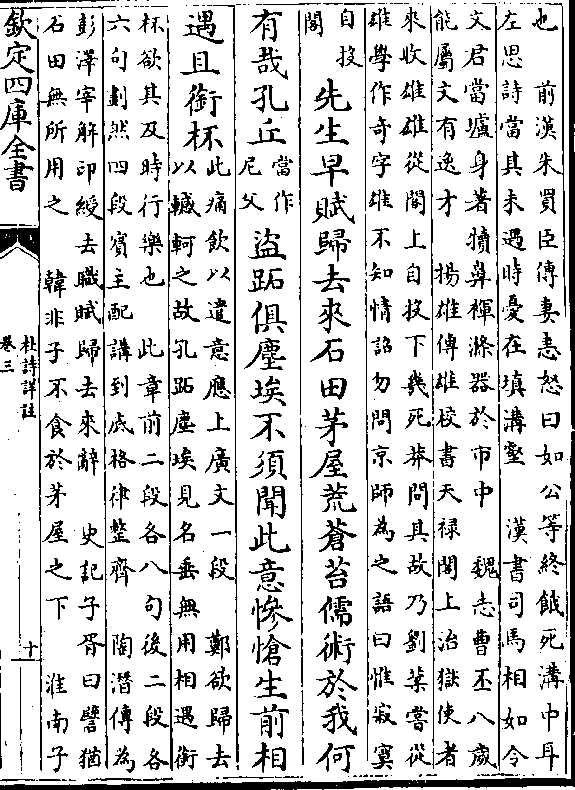 也　前漢朱買臣傳妻恚怒曰如公等終餓死溝中耳
左思詩當其未遇時憂在填溝壑　漢書司馬相如令
文君當壚身著犢鼻褌滌器於市中　魏志曹丕八歲
能屬文有逸才　揚雄傳雄校書天禄閣上治獄使者
來收雄雄從閣上自投下幾死莽問其故乃劉棻嘗從
雄學作奇字雄不知情詔勿問京師為之語曰惟寂寞
自投
閣
先生早賦歸去來石田茅屋荒蒼苔儒術於我何
有哉孔丘當作尼父盜跖俱塵埃不須聞此意慘愴生前相
遇且銜杯
此痛飲以遣意應上廣文一段　鄭欲歸去
以轗軻之故孔跖塵埃見名垂無用相遇銜
杯欲其及時行樂也　此章前二段各八句後二段各
六句劃然四段賓主配講到底格律整齊　陶潛傳為
彭澤宰解印綬去職賦歸去來辭　史記子胥曰譬猶
石田無所用之　韓非子不食於茅屋之下　淮南子
欽定四庫全書
杜詩詳註
卷三
十